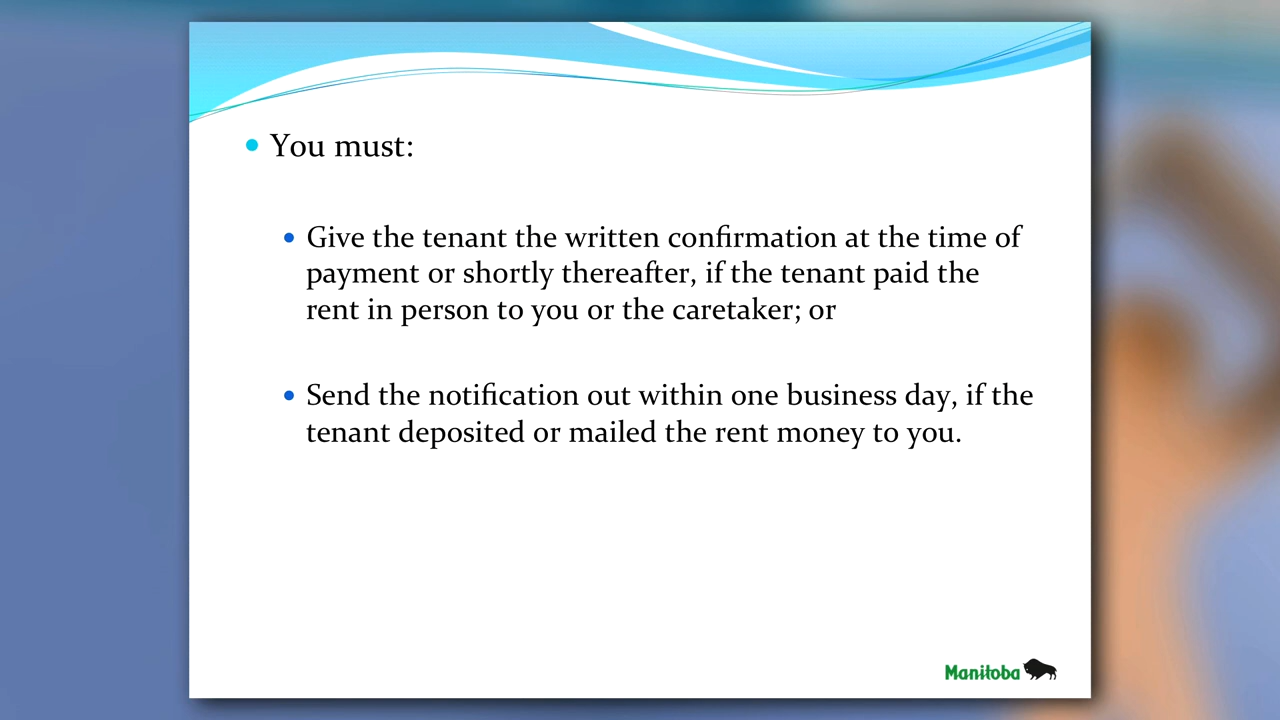 You must:
Give the tenant the written confirmation at the time of
payment or shortly thereafter, if the tenant paid the
rent in person to you or the caretaker; or
Send the notification out within one business day, if the
tenant deposited or mailed the rent money to you.
Manitoba